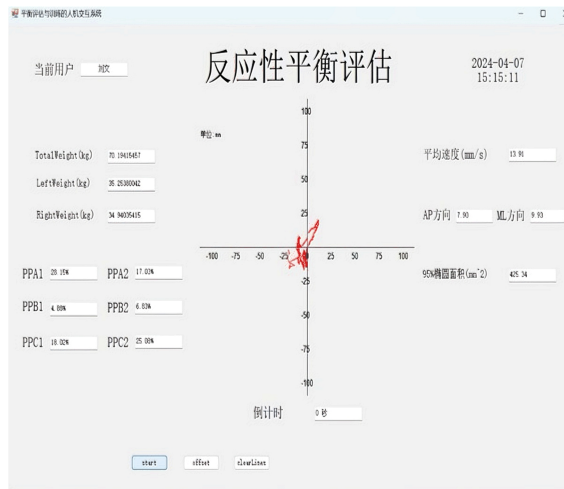 平衡评估与训练的人机交互系统
当前用户 刘文
反应性平衡评估
2024-04-07
15:15:11
单位:mm
100
75
50
25
-100 -75 -50 -25 0 25 50 75 100
-25
-50
-75
-100
TotalWeight(kg) 70.19415457
LeftWeight(kg) 35.25380042
RightWeight(kg) 34.94035415
PPA1 28.15% PPA2 17.03%
PPB1 4.88% PPB2 6.83%
PPC1 18.02% PPC2 25.08%
平均速度(mm/s) 13.91
AP方向 7.90 ML方向 9.93
95%椭圆面积(mm^2) 425.34
倒计时 0 秒
start offset clearLines